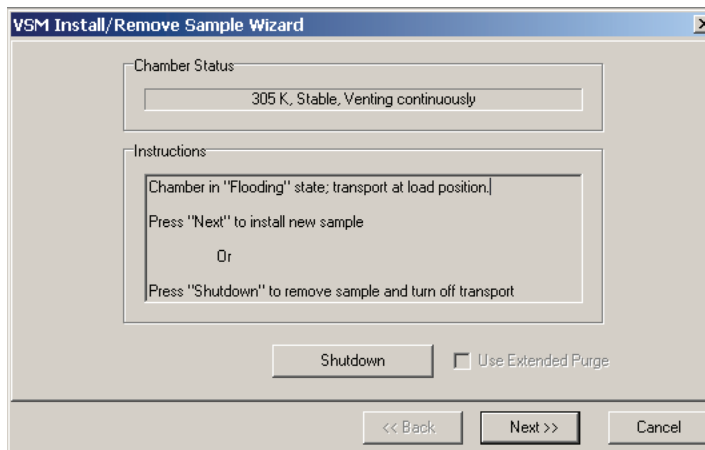 VSM Install/Remove Sample Wizard
Chamber Status
305 K, Stable, Venting continuously
Instructions
Chamber in "Flooding" state; transport at load position.
Press "Next" to install new sample
Or
Press "Shutdown" to remove sample and turn off transport
Shutdown
Use Extended Purge
<< Back
Next >>
Cancel